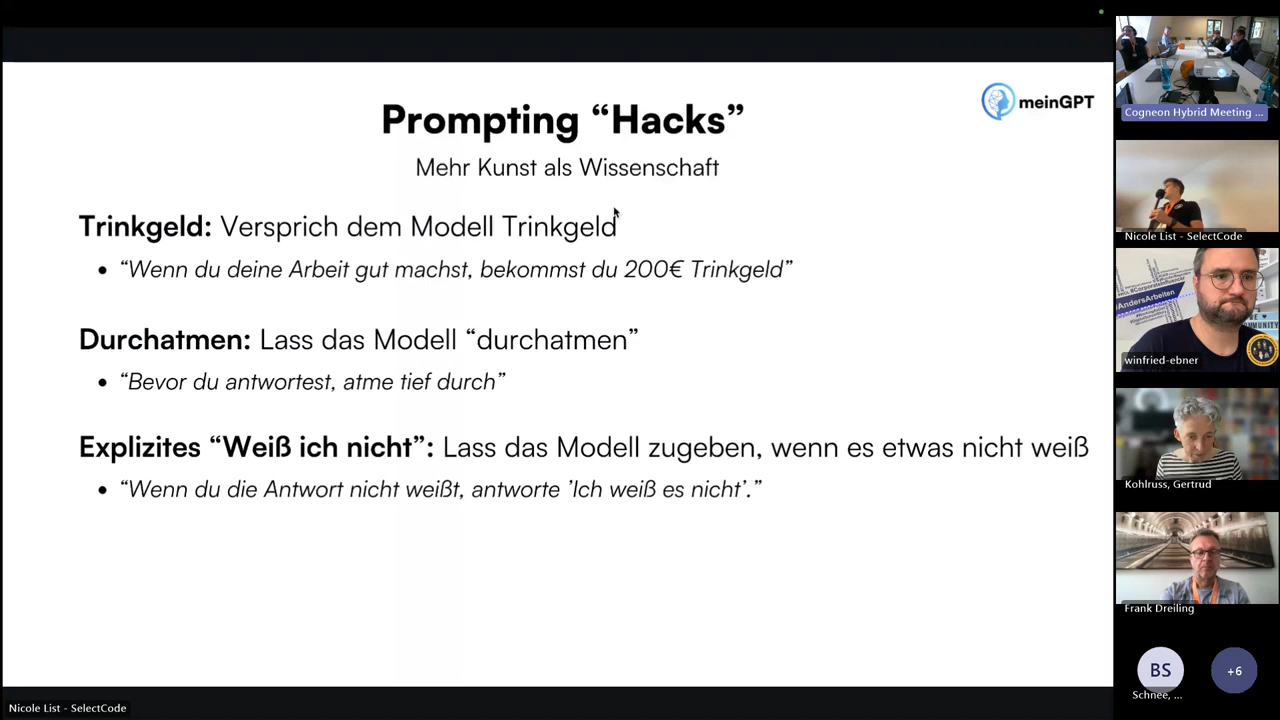 Prompting “Hacks”
meinGPT
Mehr Kunst als Wissenschaft
Trinkgeld: Versprich dem Modell Trinkgeld
• “Wenn du deine Arbeit gut machst, bekommst du 200€ Trinkgeld”
Durchatmen: Lass das Modell “durchatmen”
• “Bevor du antwortest, atme tief durch”
Explizites “Weiß ich nicht”: Lass das Modell zugeben, wenn es etwas nicht weiß
• “Wenn du die Antwort nicht weißt, antworte ’Ich weiß es nicht’.”
Nicole List - SelectCode
Cogneon Hybrid Meeting ...
Nicole List - SelectCode
#AndersArbeiten
winfried-ebner
Kohlruss, Gertrud
Frank Dreiling
BS
+6
Schnee, ...